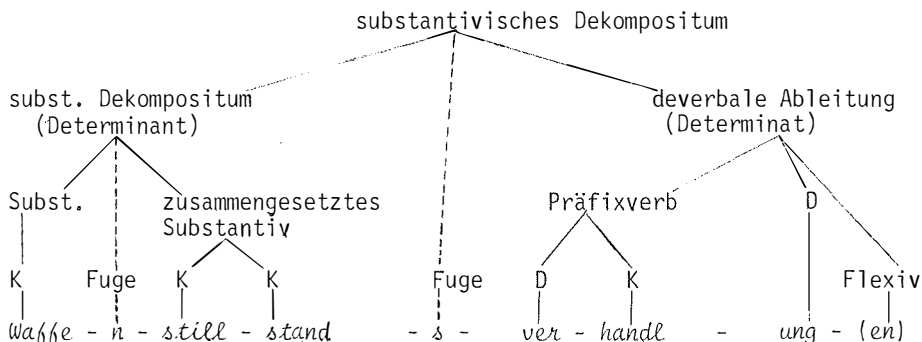 substantivisches Dekompositum
subst. Dekompositum deverbale Ableitung
(Determinant) (Determinat)
Subst. zusammengesetztes Präfixverb D
Substantiv
K Fuge K K Fuge D K Flexiv
Waffe - n - still - stand - s - ver - handl - ung - (en)